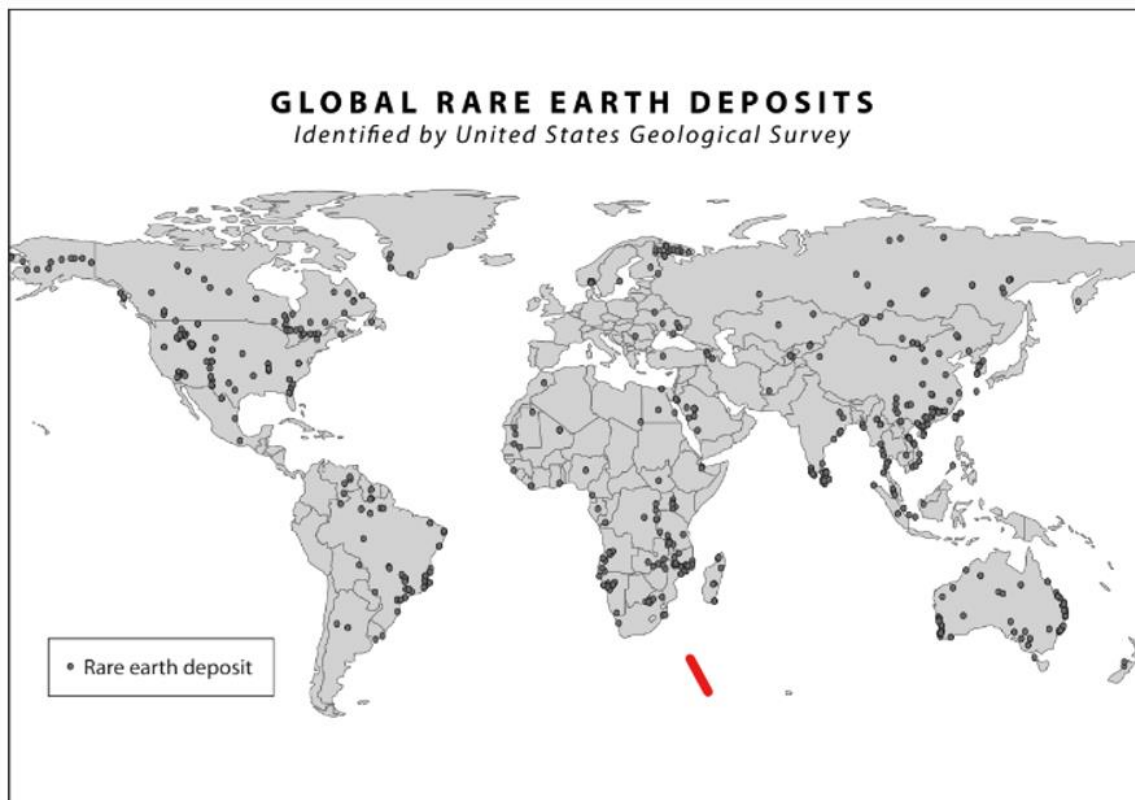 GLOBAL RARE EARTH DEPOSITS
Identified by United States Geological Survey
Rare earth deposit